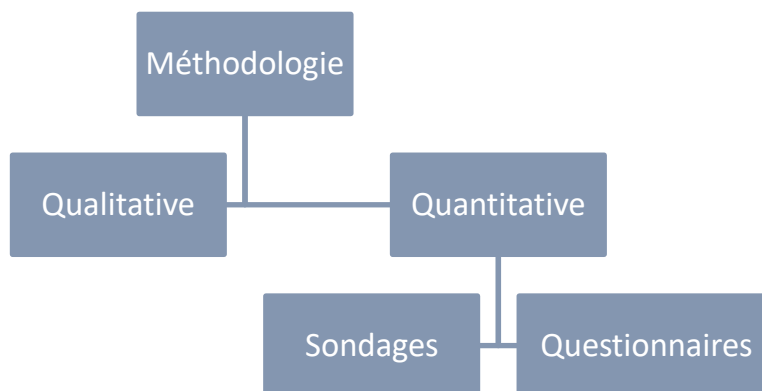 Méthodologie
Qualitative
Quantitative
Sondages
Questionnaires